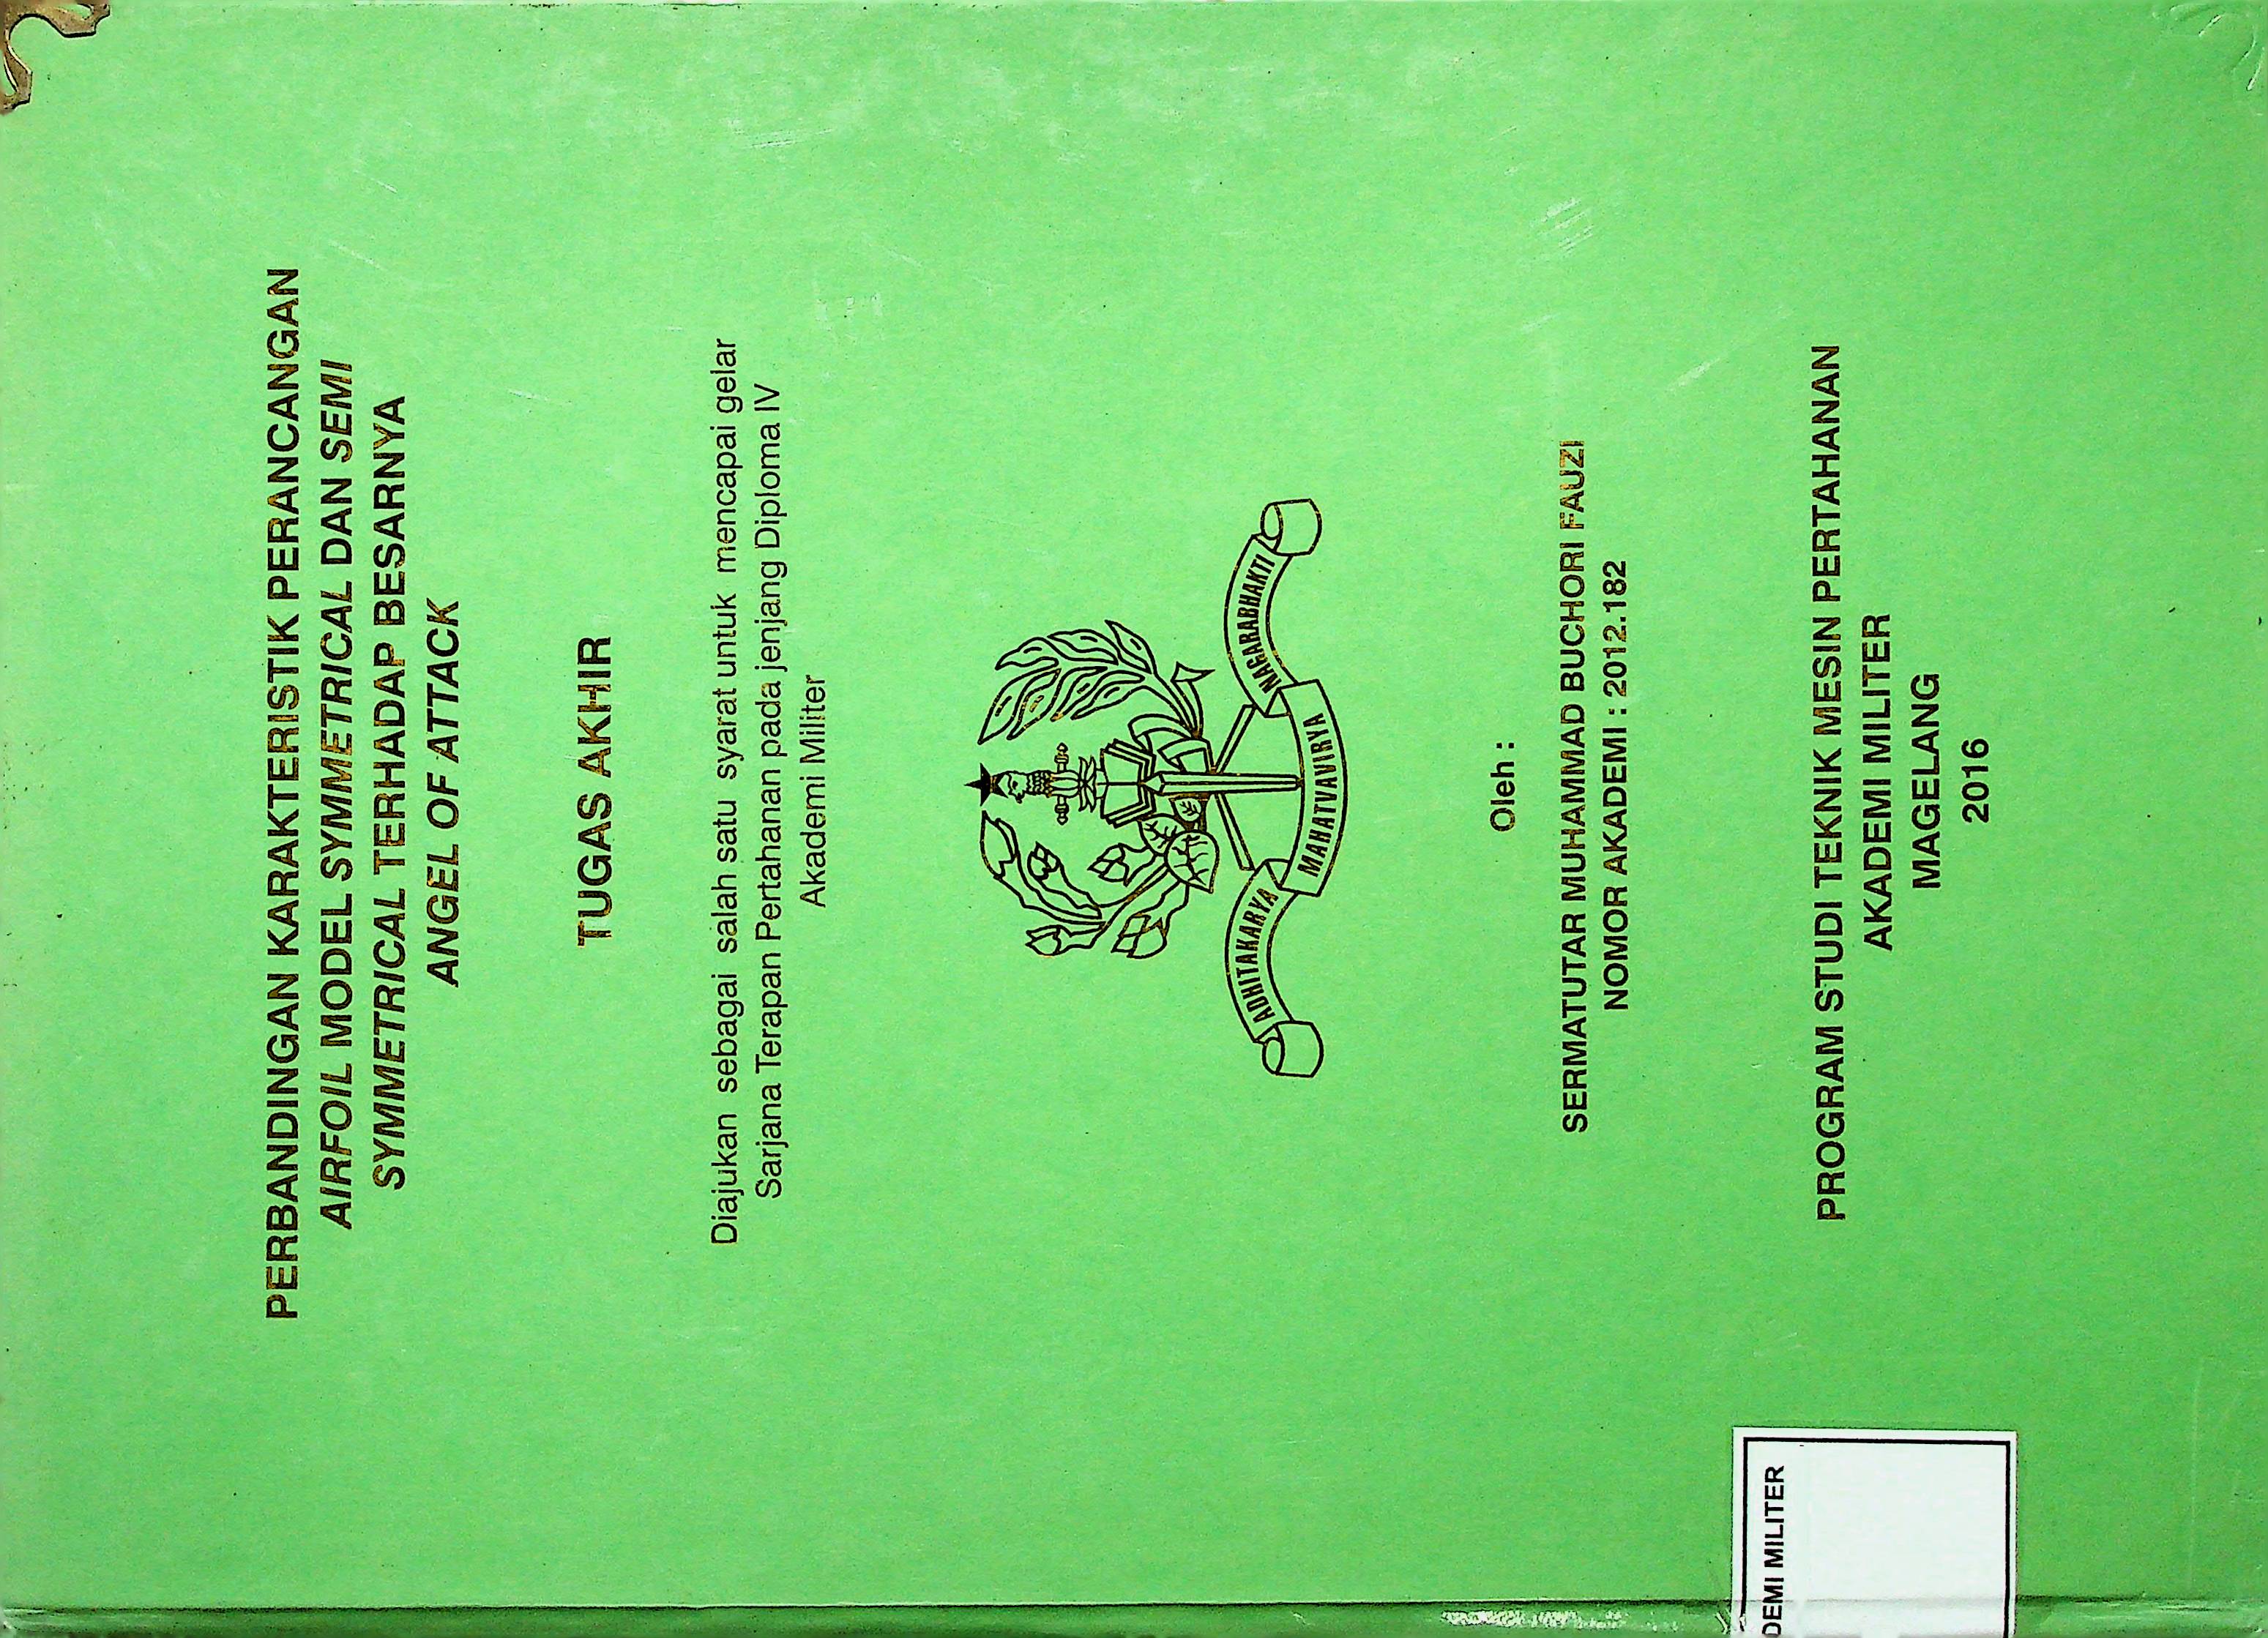 PERBANDINGAN KARAKTERISTIK PERANCANGAN
AIRFOIL MODEL SYMMETRICAL DAN SEMI
SYMMETRICAL TERHADAP BESARNYA
ANGEL OF ATTACK
TUGAS AKHIR
Diajukan sebagai salah satu syarat untuk mencapai gelar
Sarjana Terapan Pertahanan pada jenjang Diploma IV
Akademi Militer
ADHITAKARYA MAHATVAVIRYA NAGARABHAKTI
Oleh :
SERMATUTAR MUHAMMAD BUCHORI FAUZI
NOMOR AKADEMI : 2012.182
PROGRAM STUDI TEKNIK MESIN PERTAHANAN
AKADEMI MILITER
MAGELANG
2016
DEMI MILITER